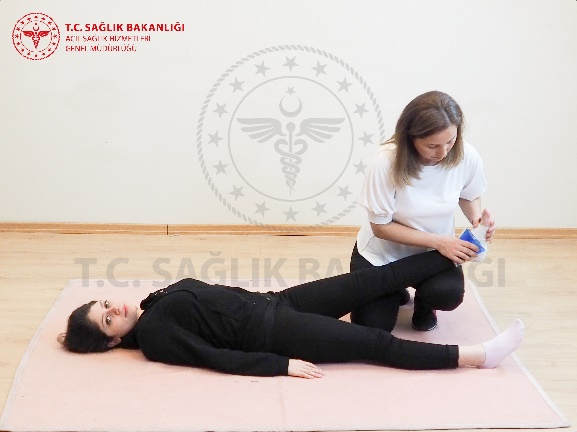 T.C. SAĞLIK BAKANLIĞI
ACİL SAĞLIK HİZMETLERİ
GENEL MÜDÜRLÜĞÜ
T.C. SAĞLIK BAKANLIĞI